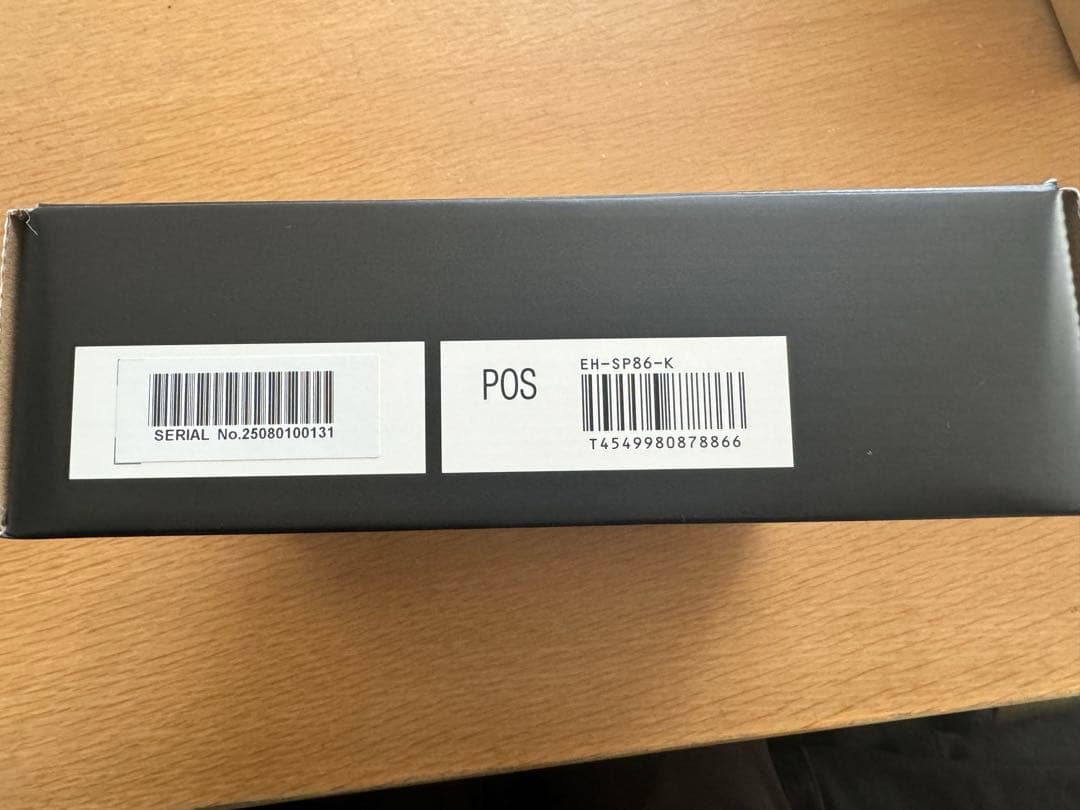 SERIAL No.25080100131
POS
EH-SP86-K
T4549980878866